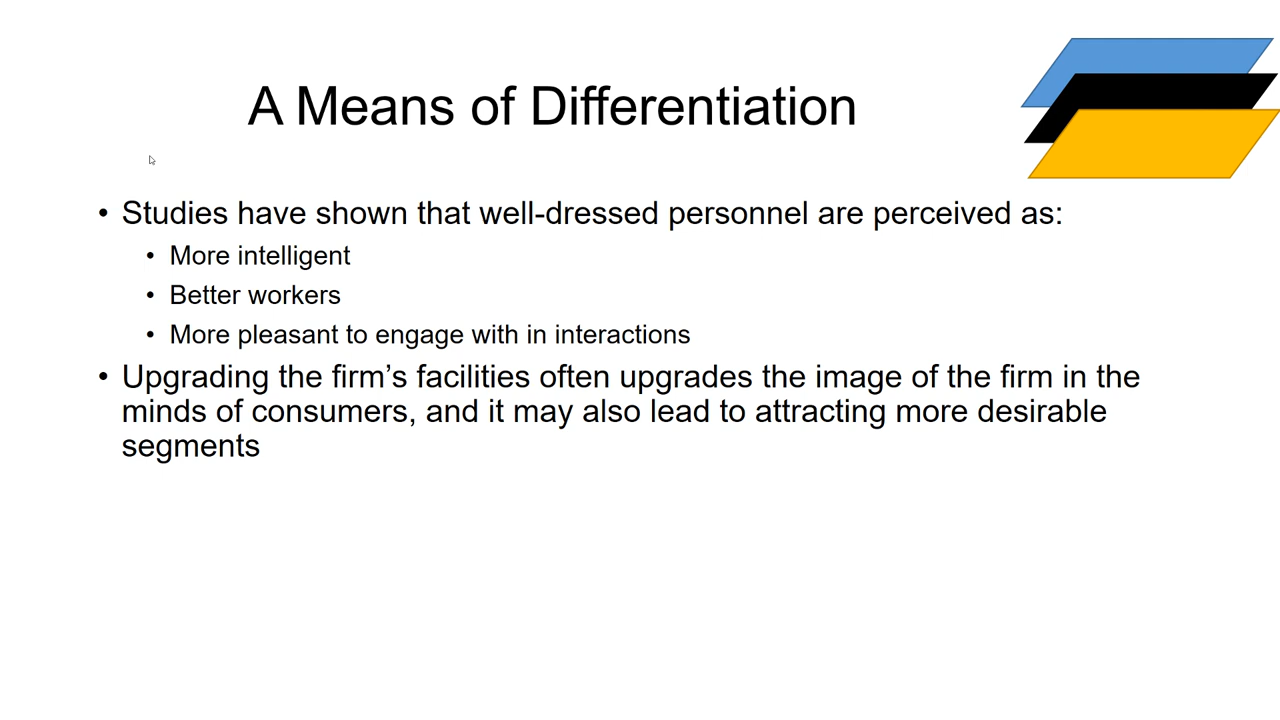 A Means of Differentiation
• Studies have shown that well-dressed personnel are perceived as:
• More intelligent
• Better workers
• More pleasant to engage with in interactions
• Upgrading the firm’s facilities often upgrades the image of the firm in the
minds of consumers, and it may also lead to attracting more desirable
segments